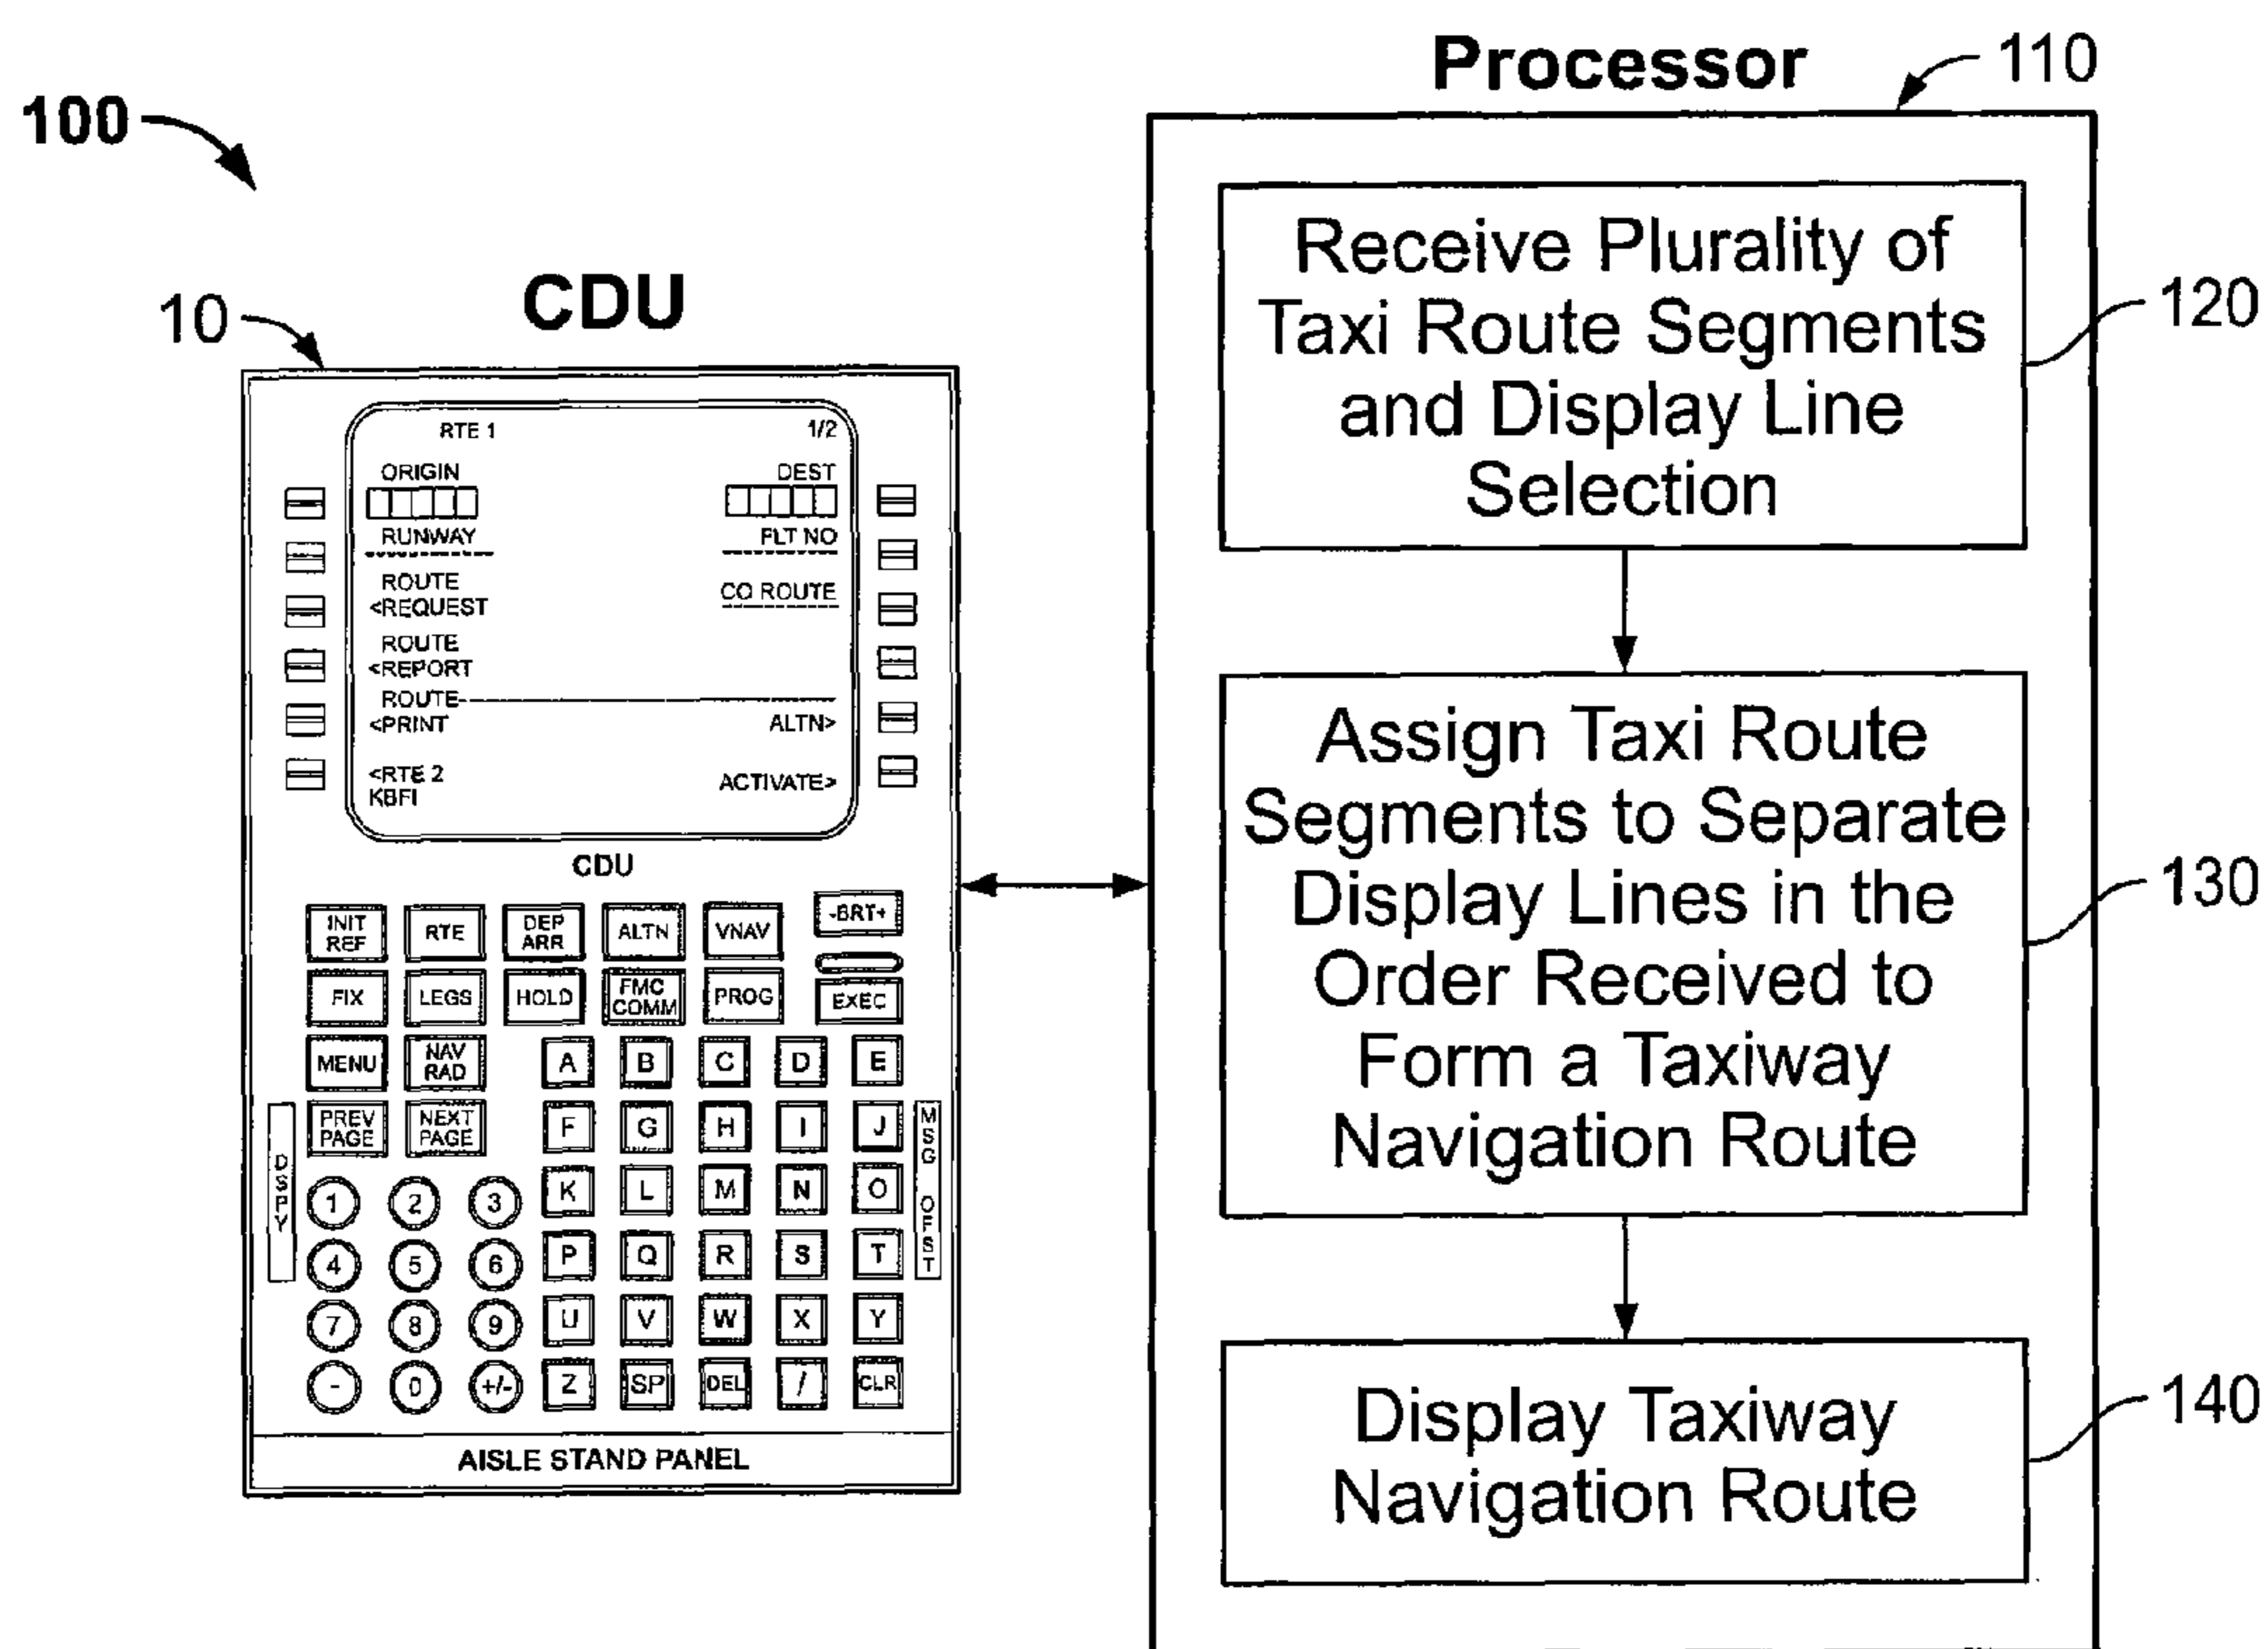 100
CDU
10
RTE 1 1/2
ORIGIN DEST
RUNWAY FLT NO
ROUTE
<REQUEST CO ROUTE
ROUTE
<REPORT
ROUTE
<PRINT ALTN>
<RTE 2 ACTIVATE>
KBFI
CDU
INIT REF RTE DEP ARR ALTN VNAV -BRT+
FIX LEGS HOLD FMC COMM PROG EXEC
MENU NAV RAD A B C D E
PREV PAGE NEXT PAGE F G H I J
DSPY MSG OFST
1 2 3 K L M N O
4 5 6 P Q R S T
7 8 9 U V W X Y
- 0 +/- Z SP DEL / CLR
AISLE STAND PANEL
Processor
110
Receive Plurality of
Taxi Route Segments
and Display Line
Selection
120
Assign Taxi Route
Segments to Separate
Display Lines in the
Order Received to
Form a Taxiway
Navigation Route
130
Display Taxiway
Navigation Route
140